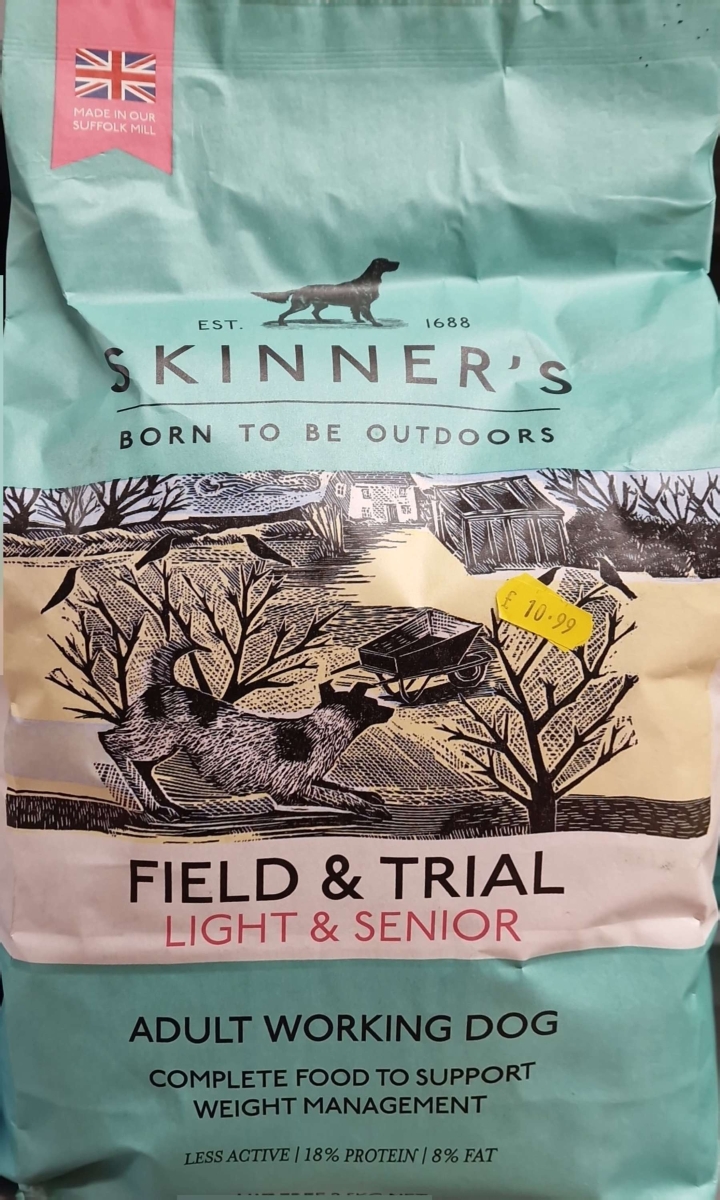 MADE IN OUR
SUFFOLK MILL
EST. 1688
SKINNER'S
BORN TO BE OUTDOORS
£ 10.99
FIELD & TRIAL
LIGHT & SENIOR
ADULT WORKING DOG
COMPLETE FOOD TO SUPPORT
WEIGHT MANAGEMENT
LESS ACTIVE | 18% PROTEIN | 8% FAT